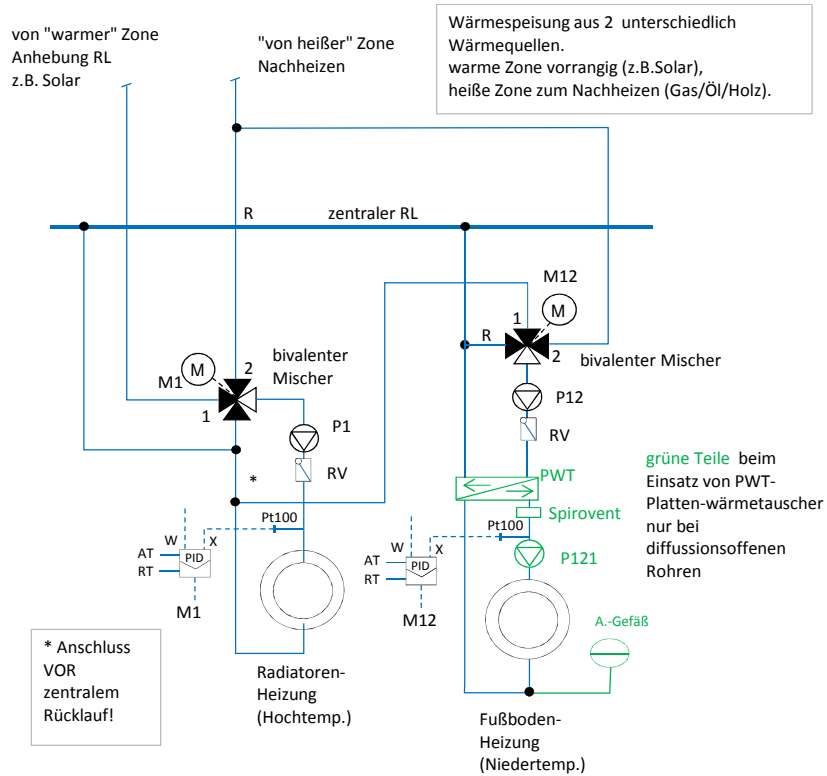 von "warmer" Zone
Anhebung RL
z.B. Solar
"von heißer" Zone
Nachheizen
Wärmespeisung aus 2 unterschiedlich
Wärmequellen.
warme Zone vorrangig (z.B.Solar),
heiße Zone zum Nachheizen (Gas/Öl/Holz).
R
zentraler RL
M12
M
1
R
2
bivalenter Mischer
bivalenter
Mischer
M
2
M1
1
P1
RV
P12
RV
*
PWT
Spirovent
grüne Teile beim
Einsatz von PWT-
Platten-wärmetauscher
nur bei
diffussionsoffenen
Rohren
W
X
Pt100
AT
RT
PID
M1
W
X
Pt100
AT
RT
PID
M12
P121
A.-Gefäß
* Anschluss
VOR
zentralem
Rücklauf!
Radiatoren-
Heizung
(Hochtemp.)
Fußboden-
Heizung
(Niedertemp.)